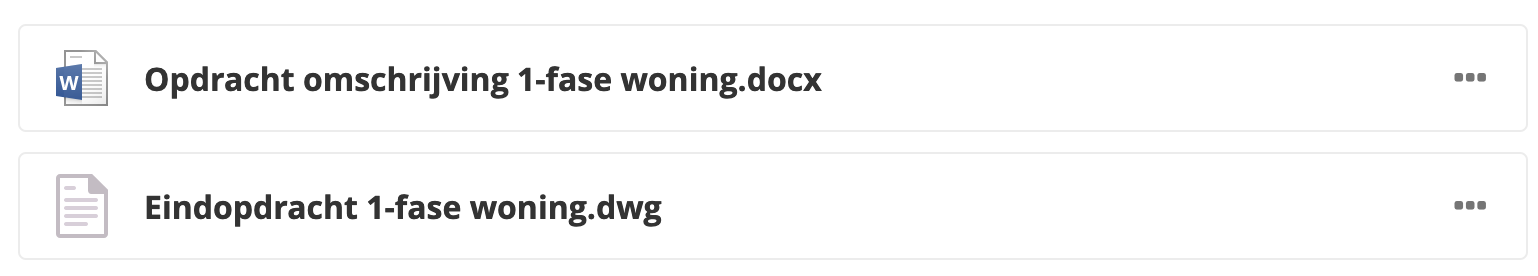 W
Opdracht omschrijving 1-fase woning.docx
Eindopdracht 1-fase woning.dwg